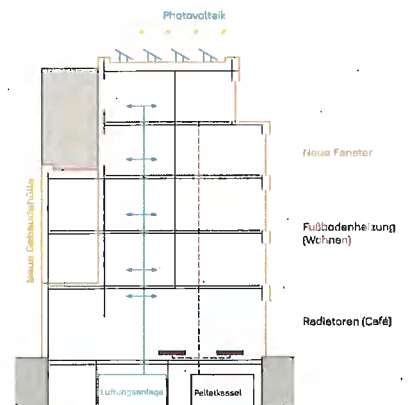 Photovoltaik
Neue Fenster
Neue Gebäudehülle
Fußbodenheizung
(Wohnen)
Radiatoren (Café)
Lüftungsanlage
Pelletkessel